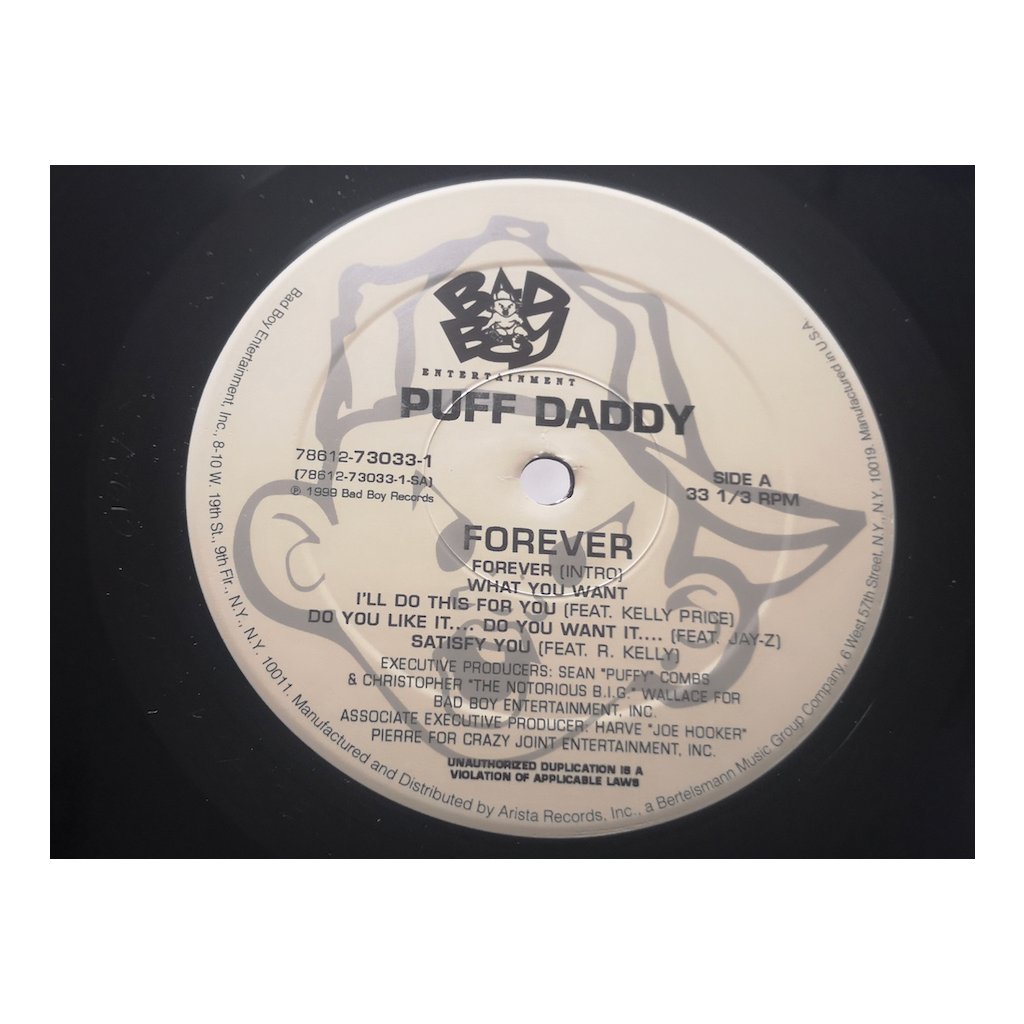 BAD
BOY
ENTERTAINMENT
PUFF DADDY
78612-73033-1
(78612-73033-1-SA)
℗ 1999 Bad Boy Records
SIDE A
33 1/3 RPM
FOREVER
FOREVER (INTRO)
WHAT YOU WANT
I'LL DO THIS FOR YOU (FEAT. KELLY PRICE)
DO YOU LIKE IT.... DO YOU WANT IT.... (FEAT. JAY-Z)
SATISFY YOU (FEAT. R. KELLY)
EXECUTIVE PRODUCERS: SEAN "PUFFY" COMBS
& CHRISTOPHER "THE NOTORIOUS B.I.G." WALLACE FOR
BAD BOY ENTERTAINMENT, INC.
ASSOCIATE EXECUTIVE PRODUCER: HARVE "JOE HOOKER"
PIERRE FOR CRAZY JOINT ENTERTAINMENT, INC.
UNAUTHORIZED DUPLICATION IS A
VIOLATION OF APPLICABLE LAWS
Bad Boy Entertainment, Inc., 8-10 W. 19th St., 9th Flr., N.Y., N.Y. 10011. Manufactured and Distributed by Arista Records, Inc., a Bertelsmann Music Group Company, 6 West 57th Street, N.Y., N.Y. 10019. Manufactured in U.S.A.